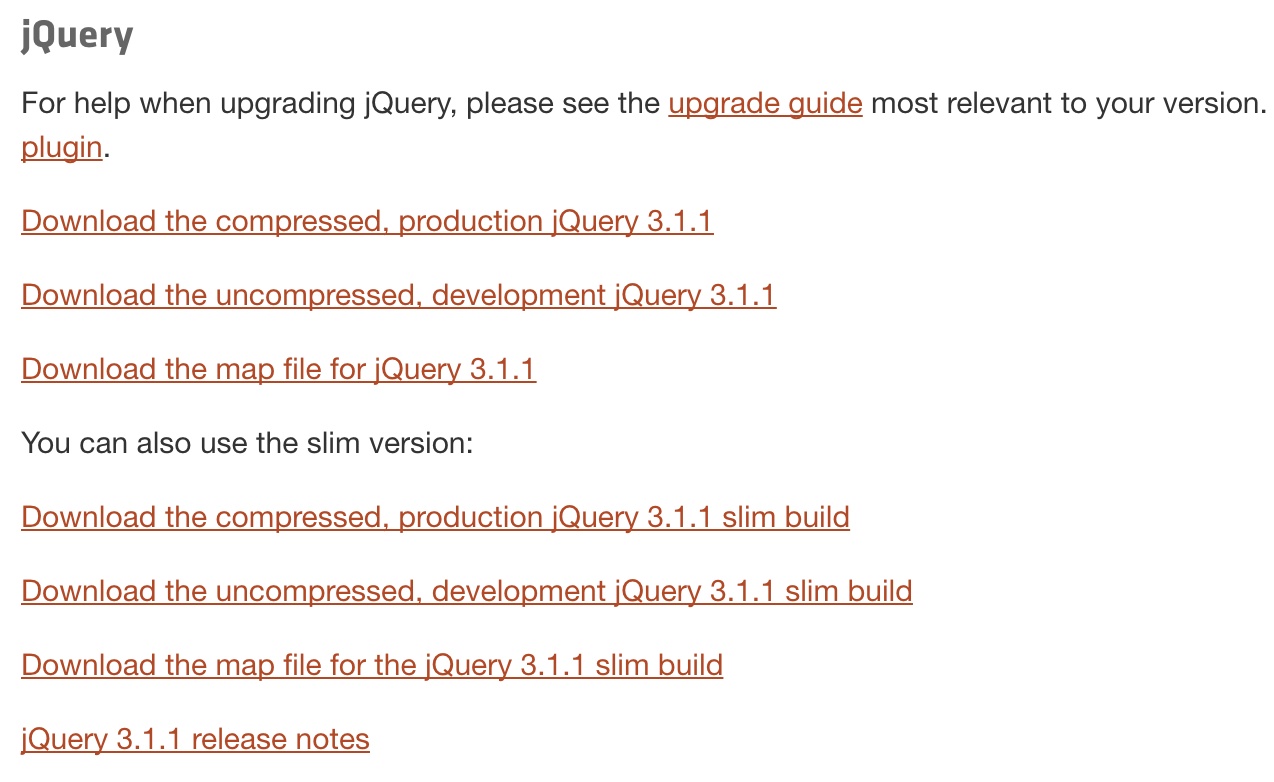 jQuery
For help when upgrading jQuery, please see the upgrade guide most relevant to your version.
plugin.
Download the compressed, production jQuery 3.1.1
Download the uncompressed, development jQuery 3.1.1
Download the map file for jQuery 3.1.1
You can also use the slim version:
Download the compressed, production jQuery 3.1.1 slim build
Download the uncompressed, development jQuery 3.1.1 slim build
Download the map file for the jQuery 3.1.1 slim build
jQuery 3.1.1 release notes